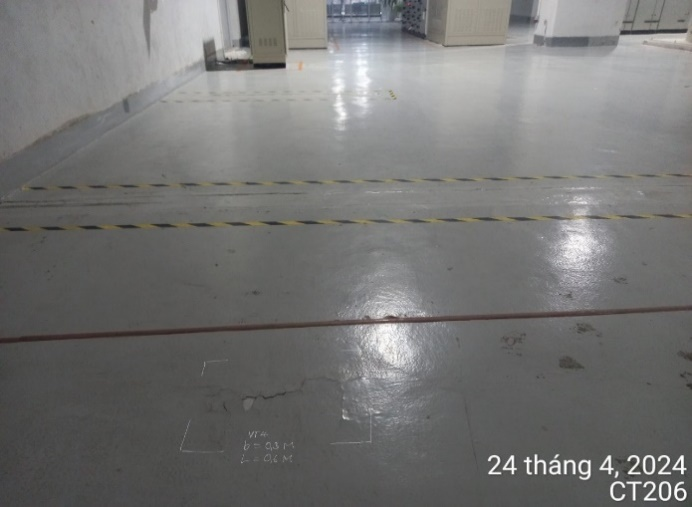 VT4
b = 0,3 M
L = 0,6 M
24 tháng 4, 2024
CT206